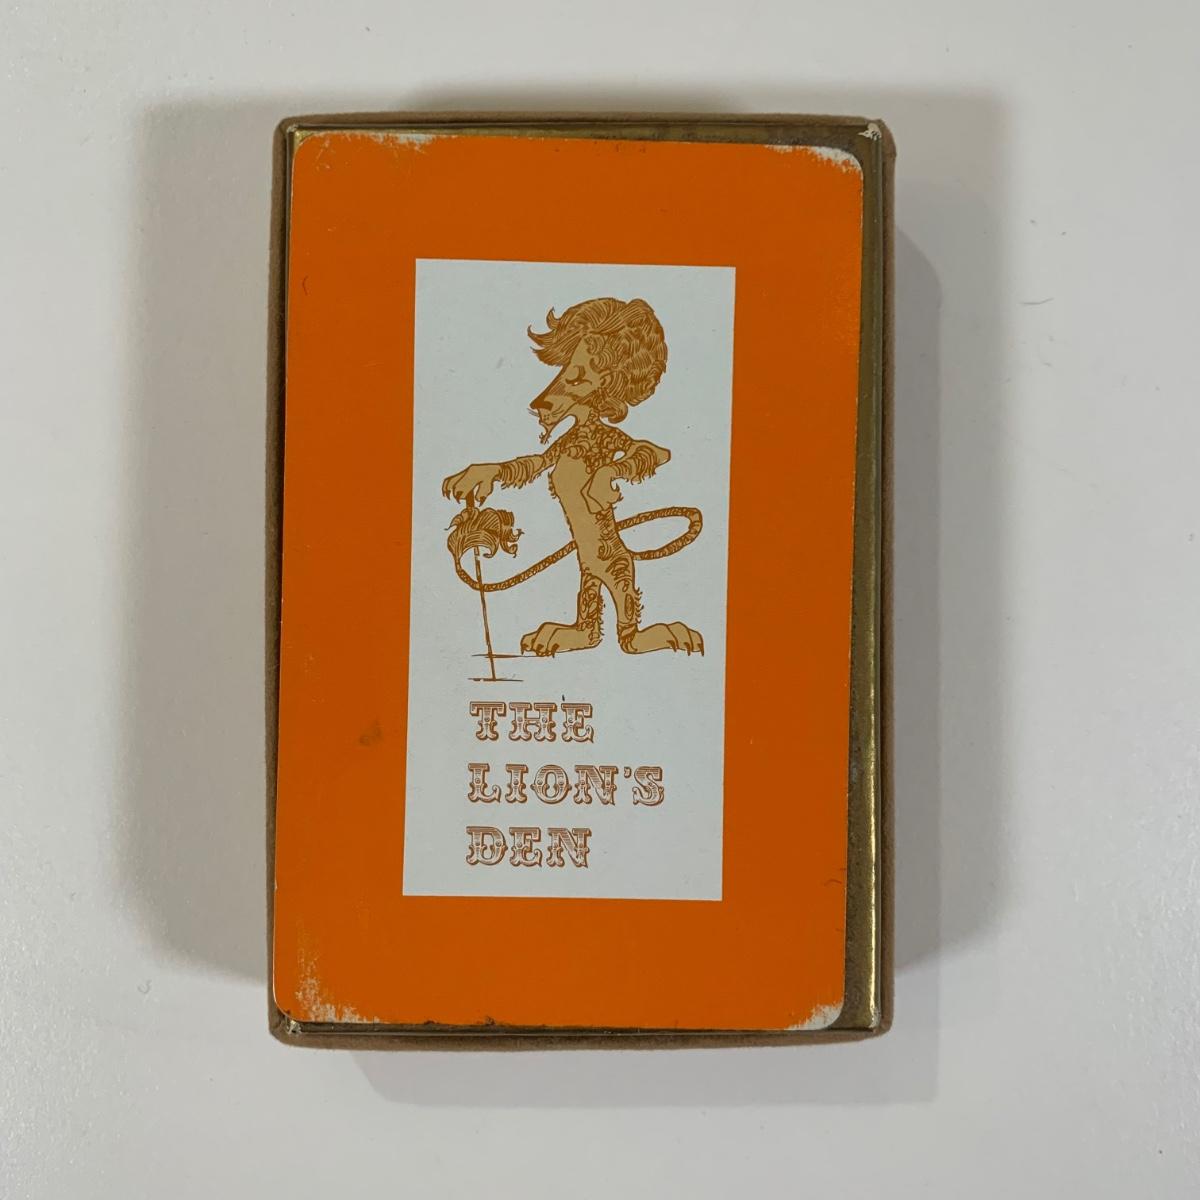 THE
LION'S
DEN